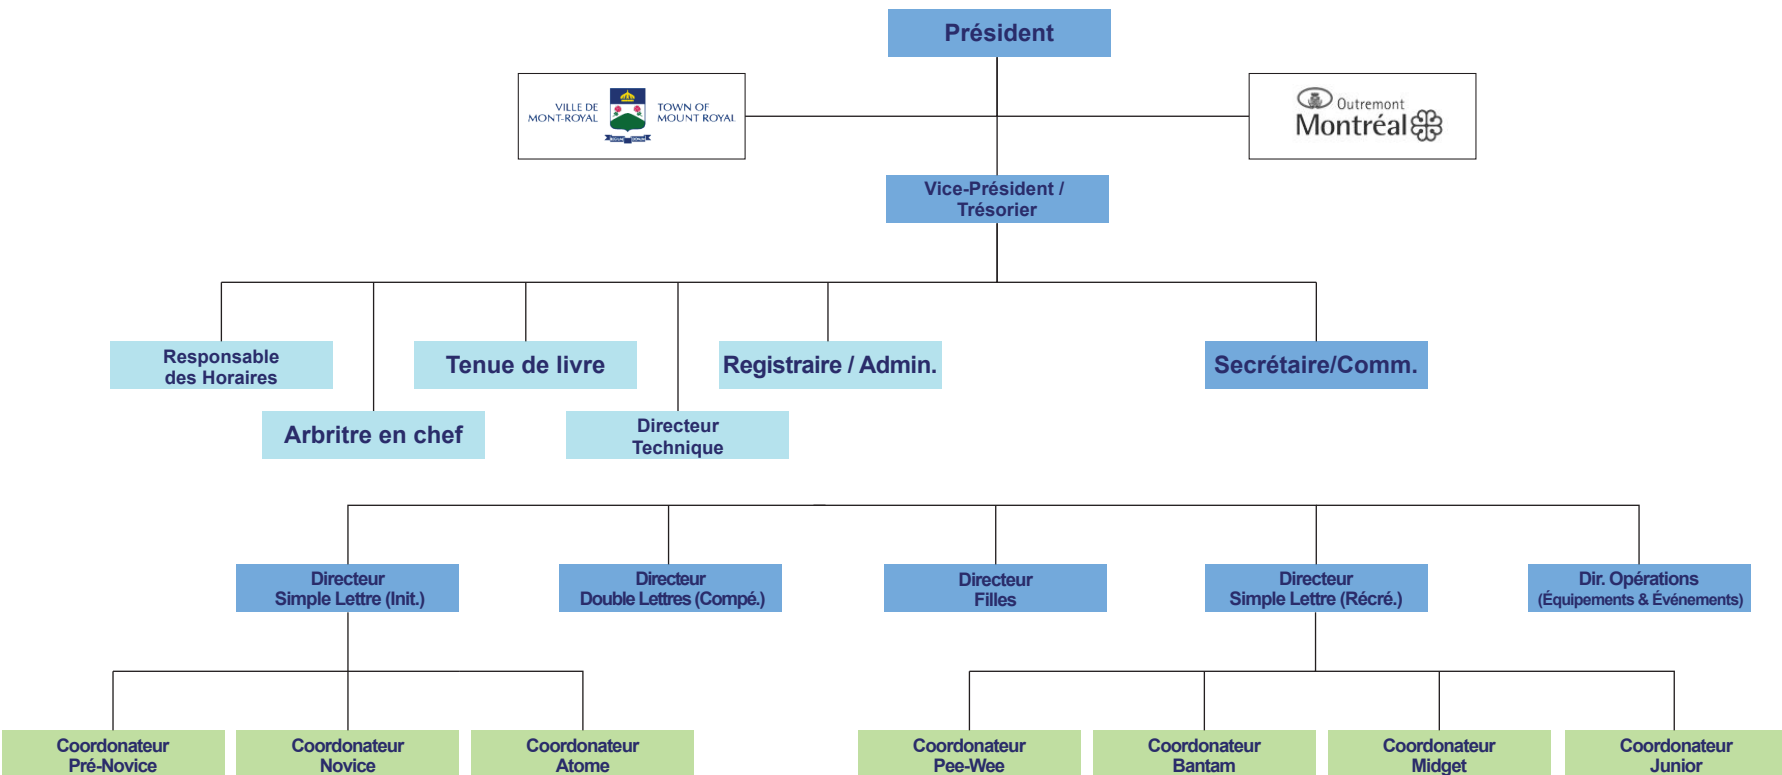 Président
VILLE DE
MONT-ROYAL
TOWN OF
MOUNT ROYAL
Outremont
Montréal
Vice-Président /
Trésorier
Responsable
des Horaires
Tenue de livre
Registraire / Admin.
Secrétaire/Comm.
Arbritre en chef
Directeur
Technique
Directeur
Simple Lettre (Init.)
Directeur
Double Lettres (Compé.)
Directeur
Filles
Directeur
Simple Lettre (Récré.)
Dir. Opérations
(Équipements & Événements)
Coordonateur
Pré-Novice
Coordonateur
Novice
Coordonateur
Atome
Coordonateur
Pee-Wee
Coordonateur
Bantam
Coordonateur
Midget
Coordonateur
Junior